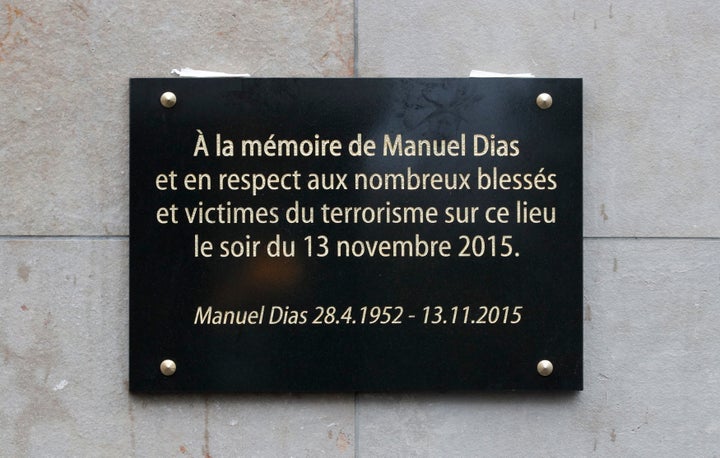 À la mémoire de Manuel Dias
et en respect aux nombreux blessés
et victimes du terrorisme sur ce lieu
le soir du 13 novembre 2015.
Manuel Dias 28.4.1952 - 13.11.2015